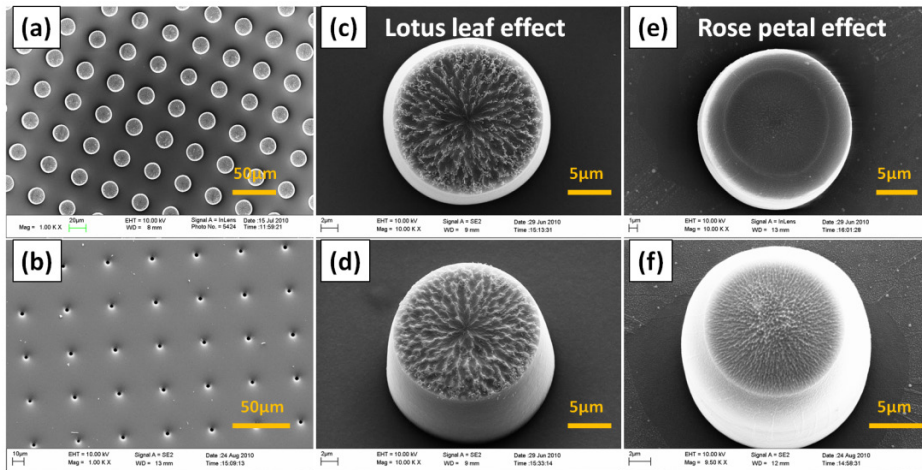 (a)
50µm
20µm
Mag = 1.00 K X
EHT = 10.00 kV
WD = 8 mm
Signal A = InLens
Photo No. = 5424
Date :15 Jul 2010
Time :11:59:21
(c)
Lotus leaf effect
5µm
2µm
Mag = 10.00 K X
EHT = 10.00 kV
WD = 9 mm
Signal A = SE2
Date :29 Jun 2010
Time :15:13:31
(e)
Rose petal effect
5µm
1µm
Mag = 10.00 K X
EHT = 10.00 kV
WD = 13 mm
Signal A = InLens
Date :29 Jun 2010
Time :16:01:28
(b)
50µm
10µm
Mag = 1.00 K X
EHT = 10.00 kV
WD = 13 mm
Signal A = SE2
Date :24 Aug 2010
Time :15:09:13
(d)
5µm
2µm
Mag = 10.00 K X
EHT = 10.00 kV
WD = 9 mm
Signal A = SE2
Date :29 Jun 2010
Time :15:33:14
(f)
5µm
2µm
Mag = 9.50 K X
EHT = 10.00 kV
WD = 12 mm
Signal A = SE2
Date :24 Aug 2010
Time :14:59:31